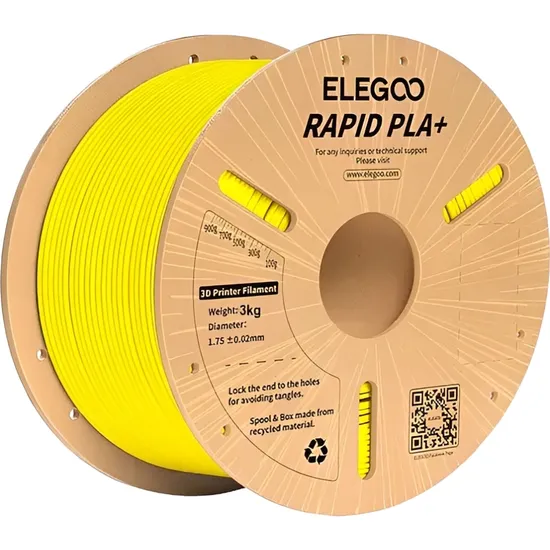 ELEGOO
RAPID PLA+
For any inquiries or technical support
Please visit
www.elegoo.com
900g
700g
500g
300g
100g
3D Printer Filament
Weight: 3kg
Diameter:
1.75 ±0.02mm
Lock the end to the holes
for avoiding tangles.
Spool & Box made from
recycled material.